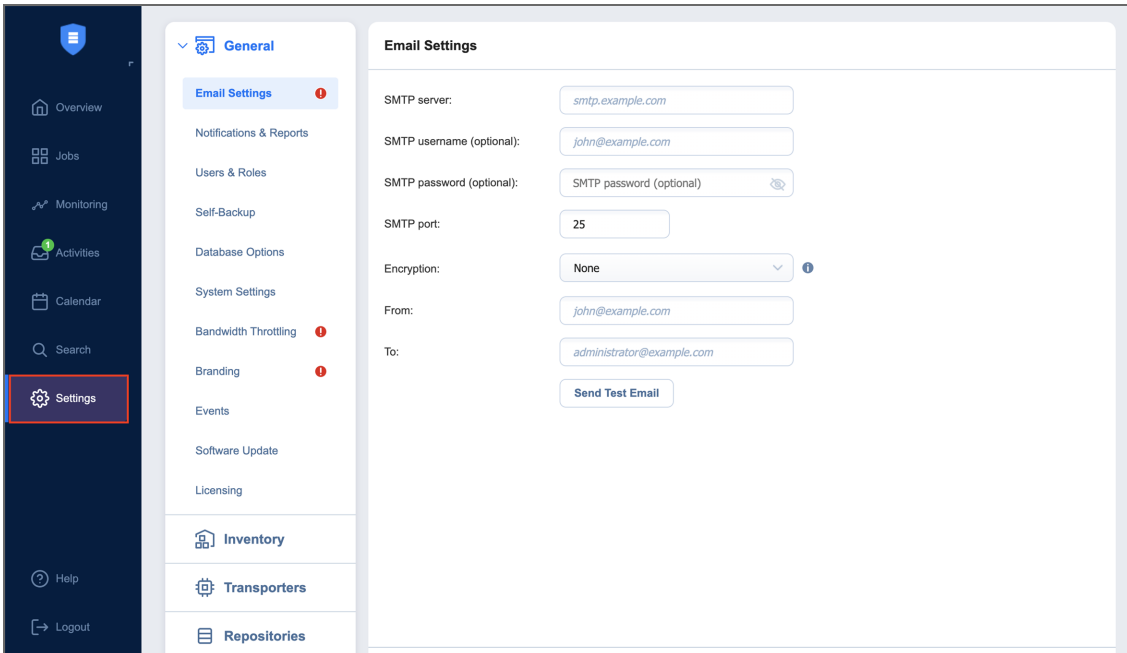 Overview
Jobs
Monitoring
1
Activities
Calendar
Search
Settings
Help
Logout
General
Email Settings
Notifications & Reports
Users & Roles
Self-Backup
Database Options
System Settings
Bandwidth Throttling
Branding
Events
Software Update
Licensing
Inventory
Transporters
Repositories
Email Settings
SMTP server: smtp.example.com
SMTP username (optional): john@example.com
SMTP password (optional): SMTP password (optional)
SMTP port: 25
Encryption: None
From: john@example.com
To: administrator@example.com
Send Test Email